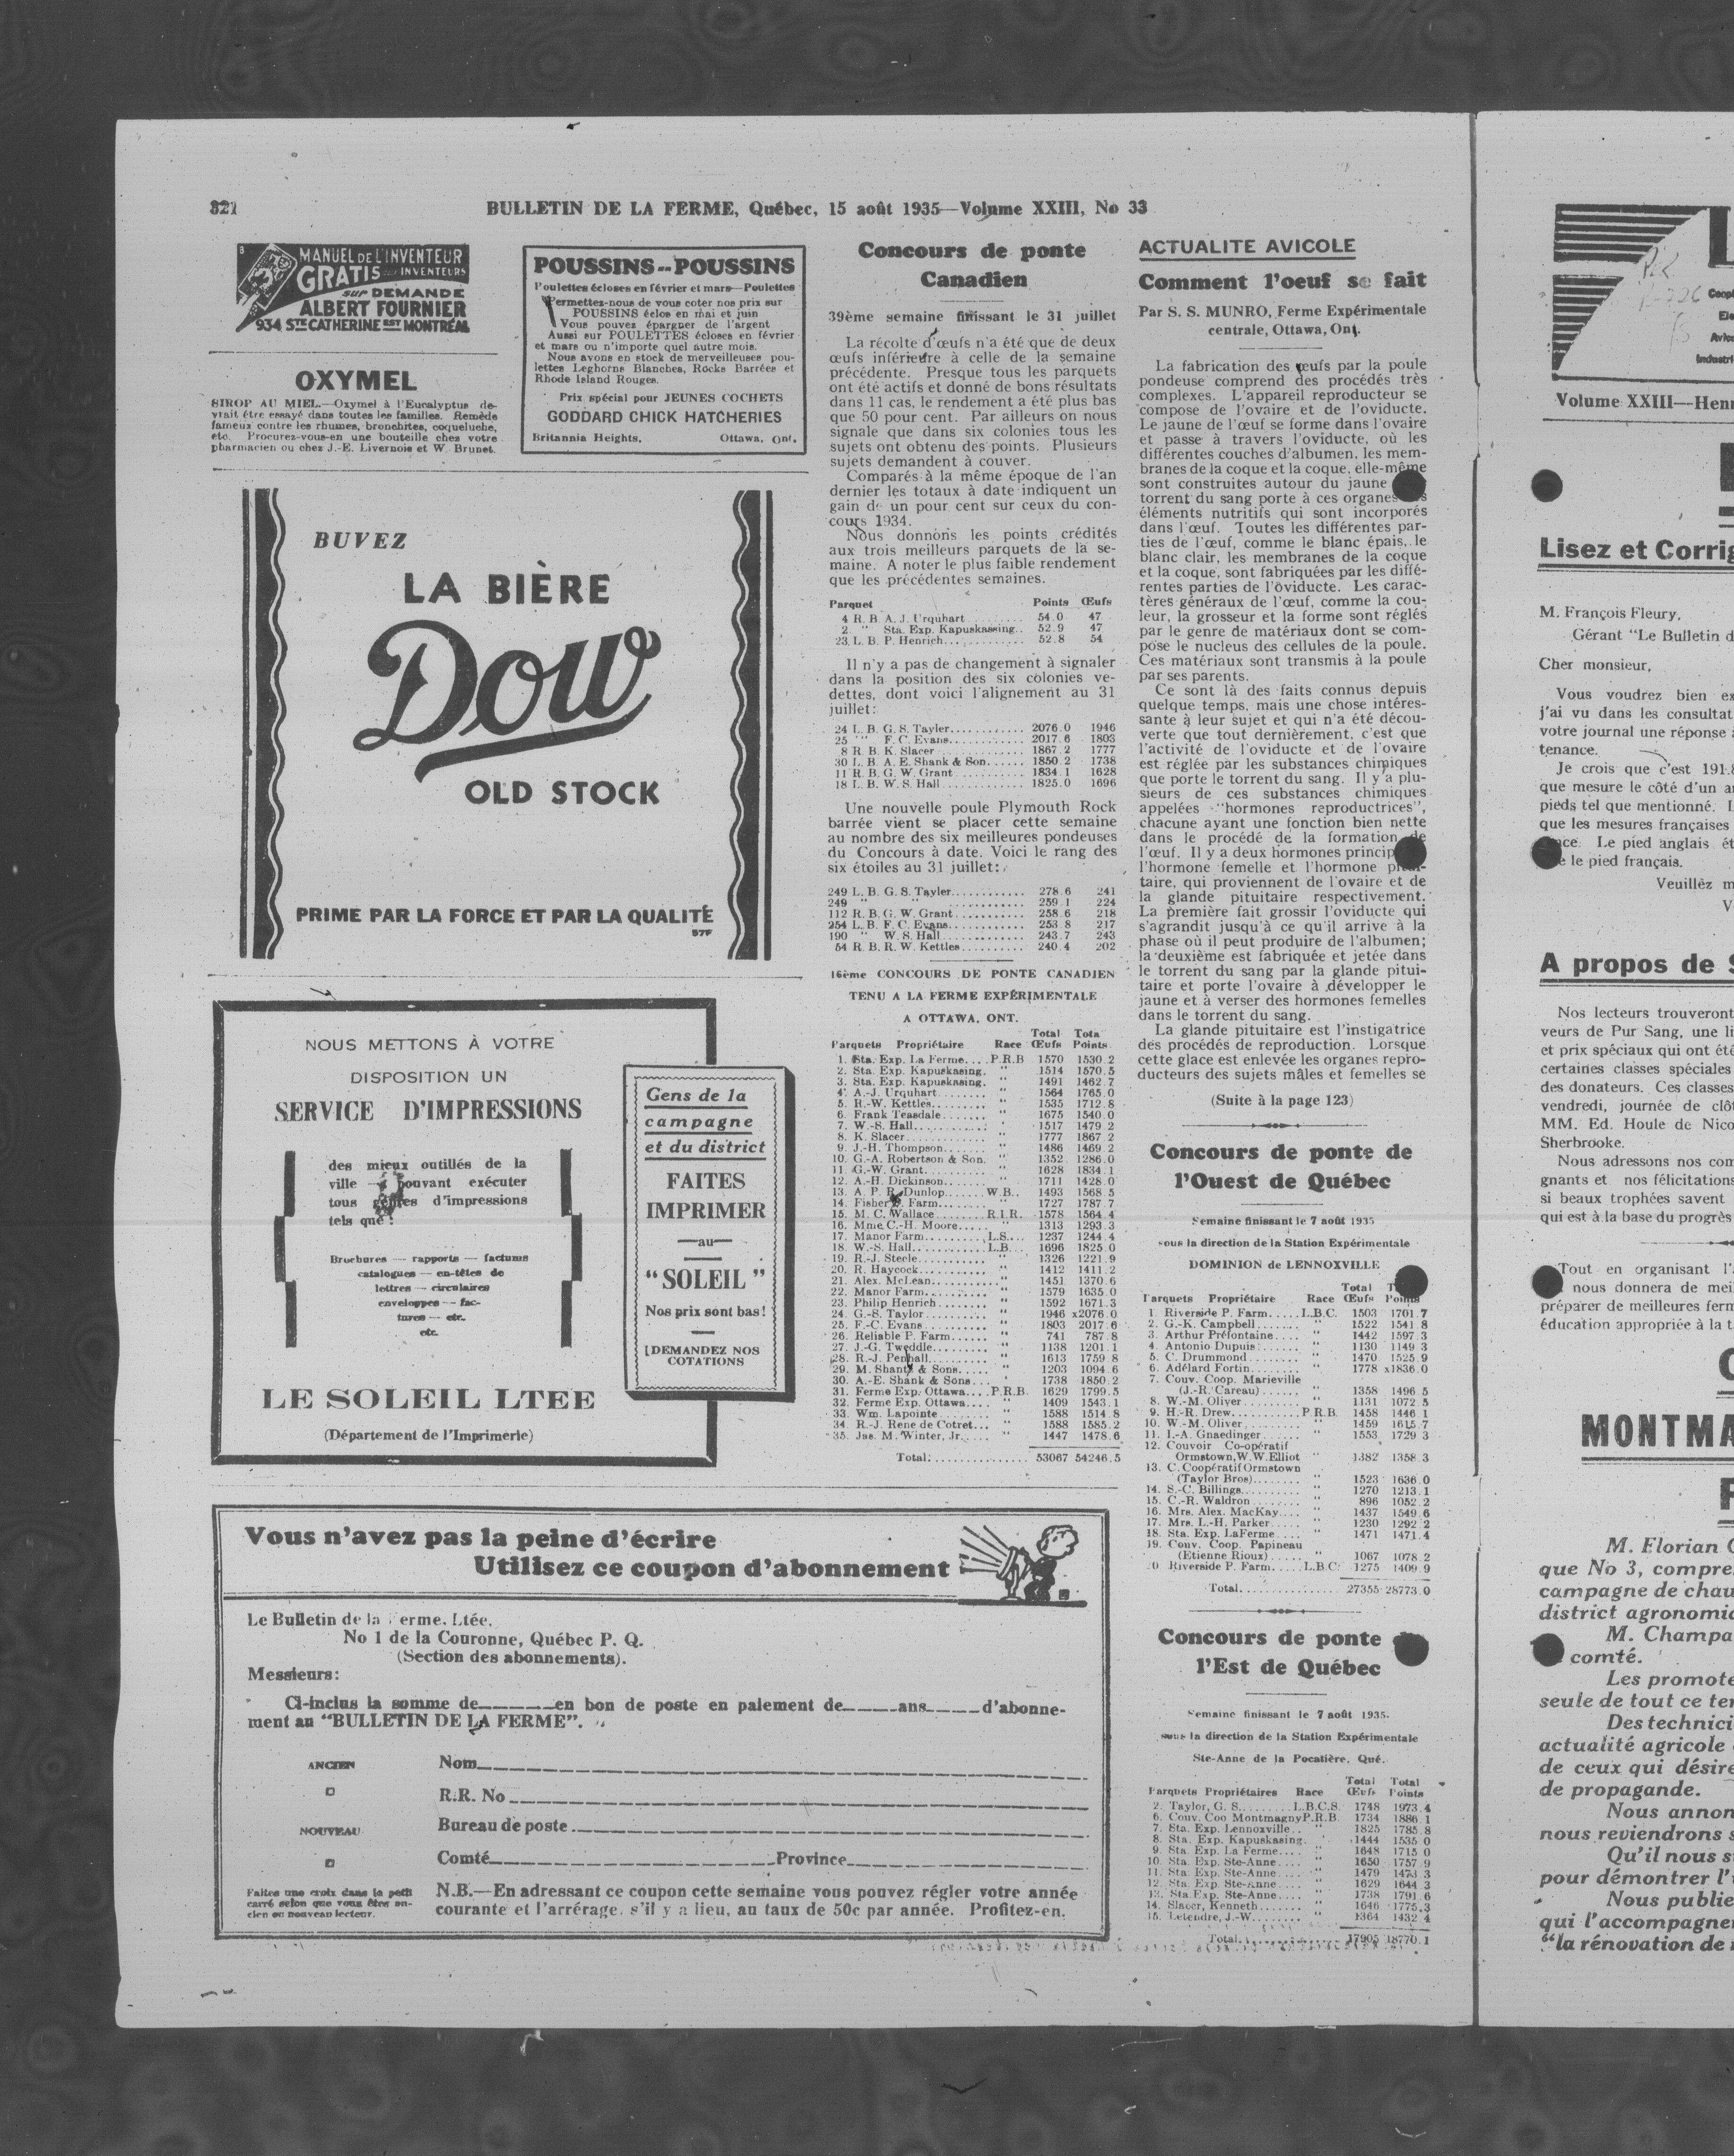 321
BULLETIN DE LA FERME, Québec, 15 août 1935—Volume XXIII, No 33
MANUEL DE L'INVENTEUR
GRATIS AUX INVENTEURS
SUR DEMANDE
ALBERT FOURNIER
934 STE CATHERINE EST MONTRÉAL
OXYMEL
SIROP AU MIEL.—Oxymel à l'Eucalyptus de-
vrait être essayé dans toutes les familles. Remède
fameux contre les rhumes, bronchites, coqueluche,
etc. Procurez-vous-en une bouteille chez votre
pharmacien ou chez J.-E. Livernois et W. Brunet.
POUSSINS--POUSSINS
Poulettes écloses en février et mars—Poulettes
Permettez-nous de vous coter nos prix sur
POUSSINS éclos en mai et juin
Vous pouvez épargner de l'argent
Aussi sur POULETTES écloses en février
et mars ou n'importe quel autre mois.
Nous avons en stock de merveilleuses pou-
lettes Leghorns Blanches, Rocks Barrées et
Rhode Island Rouges.
Prix spécial pour JEUNES COCHETS
GODDARD CHICK HATCHERIES
Britannia Heights, Ottawa, Ont.
BUVEZ
LA BIÈRE
Dow
OLD STOCK
PRIME PAR LA FORCE ET PAR LA QUALITÉ
57F
NOUS METTONS À VOTRE
DISPOSITION UN
SERVICE D'IMPRESSIONS
des mieux outillés de la
ville pouvant exécuter
tous genres d'impressions
tels que :
Brochures — rapports — factums
catalogues — en-têtes de
lettres — circulaires
enveloppes — fac-
tures — etc.
etc.
LE SOLEIL LTEE
(Département de l'Imprimerie)
Gens de la
campagne
et du district
FAITES
IMPRIMER
—au—
"SOLEIL"
Nos prix sont bas!
DEMANDEZ NOS
COTATIONS
Vous n'avez pas la peine d'écrire
Utilisez ce coupon d'abonnement
Le Bulletin de la Ferme, Ltée,
No 1 de la Couronne, Québec P. Q.
(Section des abonnements).
Messieurs:
Ci-inclus la somme de______en bon de poste en paiement de______ans______d'abonne-
ment au "BULLETIN DE LA FERME".
ANCIEN
NOUVEAU
Faites une croix dans le petit
carré selon que vous êtes an-
cien ou nouveau lecteur.
Nom
R.R. No
Bureau de poste
Comté Province
N.B.—En adressant ce coupon cette semaine vous pouvez régler votre année
courante et l'arrérage, s'il y a lieu, au taux de 50c par année. Profitez-en.
Concours de ponte
Canadien
39ème semaine finissant le 31 juillet
La récolte d'œufs n'a été que de deux
œufs inférieure à celle de la semaine
précédente. Presque tous les parquets
ont été actifs et donné de bons résultats
dans 11 cas, le rendement a été plus bas
que 50 pour cent. Par ailleurs on nous
signale que dans six colonies tous les
sujets ont obtenu des points. Plusieurs
sujets demandent à couver.
Comparés à la même époque de l'an
dernier les totaux à date indiquent un
gain de un pour cent sur ceux du con-
cours 1934.
Nous donnons les points crédités
aux trois meilleurs parquets de la se-
maine. A noter le plus faible rendement
que les précédentes semaines.
Parquet Points Œufs
4 R. B. A. J. Urquhart 54.0 47
2 " Sta. Exp. Kapuskasing.. 52.9 47
23 L. B. P. Henrich 52.8 54
Il n'y a pas de changement à signaler
dans la position des six colonies ve-
dettes, dont voici l'alignement au 31
juillet:
24 L. B. G. S. Tayler 2076.0 1946
25 " F. C. Evans 2017.6 1803
8 R. B. K. Slacer 1867.2 1777
30 L. B. A. E. Shank & Son 1850.2 1738
11 R. B. G. W. Grant 1834.1 1628
18 L. B. W. S. Hall 1825.0 1696
Une nouvelle poule Plymouth Rock
barrée vient se placer cette semaine
au nombre des six meilleures pondeuses
du Concours à date. Voici le rang des
six étoiles au 31 juillet:
249 L. B. G. S. Tayler 278.6 241
249 " " 259.1 224
112 R. B. G. W. Grant 258.6 218
254 L. B. F. C. Evans 253.8 217
190 " W. S. Hall 243.7 243
54 R. B. R. W. Kettles 240.4 202
16ème CONCOURS DE PONTE CANADIEN
TENU A LA FERME EXPÉRIMENTALE
A OTTAWA, ONT.
Total Tota
Parquets Propriétaire Race Œufs Points
1. Sta. Exp. La Ferme P.R.B 1570 1530.2
2. Sta. Exp. Kapuskasing. " 1514 1570.5
3. Sta. Exp. Kapuskasing. " 1491 1462.7
4. A.-J. Urquhart " 1564 1765.0
5. R.-W. Kettles " 1535 1712.8
6. Frank Teasdale " 1675 1540.0
7. W.-S. Hall " 1517 1479.2
8. K. Slacer " 1777 1867.2
9. J.-H. Thompson " 1486 1469.2
10. G.-A. Robertson & Son. " 1352 1286.0
11. G.-W. Grant " 1628 1834.1
12. A.-H. Dickinson " 1711 1428.0
13. A. P. R. Dunlop W.B. 1493 1568.5
14. Fisher's Farm " 1727 1787.7
15. M. C. Wallace R.I.R. 1578 1564.4
16. Mme C.-H. Moore " 1313 1293.3
17. Manor Farm L.S. 1237 1244.4
18. W.-S. Hall L.B. 1696 1825.0
19. R.-J. Steele " 1326 1221.9
20. R. Haycock " 1412 1411.2
21. Alex. McLean " 1451 1370.6
22. Manor Farm " 1579 1635.0
23. Philip Henrich " 1592 1671.3
24. G.-S. Taylor " 1946 x2076.0
25. F.-C. Evans " 1803 2017.6
26. Reliable P. Farm " 741 787.8
27. J.-G. Tweddle " 1138 1201.1
28. R.-J. Penhall " 1613 1759.8
29. M. Shantz & Sons " 1203 1094.6
30. A.-E. Shank & Sons " 1738 1850.2
31. Ferme Exp. Ottawa P.R.B. 1629 1799.5
32. Ferme Exp. Ottawa " 1409 1543.1
33. Wm. Lapointe " 1588 1514.8
34. R.-J. Rene de Cotret " 1588 1585.2
35. Jas. M. Winter, Jr. " 1447 1478.6
Total: 53067 54246.5
ACTUALITE AVICOLE
Comment l'oeuf se fait
Par S. S. MUNRO, Ferme Expérimentale
centrale, Ottawa, Ont.
La fabrication des œufs par la poule
pondeuse comprend des procédés très
complexes. L'appareil reproducteur se
compose de l'ovaire et de l'oviducte.
Le jaune de l'œuf se forme dans l'ovaire
et passe à travers l'oviducte, où les
différentes couches d'albumen, les mem-
branes de la coque et la coque, elle-même
sont construites autour du jaune
torrent du sang porte à ces organes
éléments nutritifs qui sont incorporés
dans l'œuf. Toutes les différentes par-
ties de l'œuf, comme le blanc épais, le
blanc clair, les membranes de la coque
et la coque, sont fabriquées par les diffé-
rentes parties de l'oviducte. Les carac-
tères généraux de l'œuf, comme la cou-
leur, la grosseur et la forme sont réglés
par le genre de matériaux dont se com-
pose le nucleus des cellules de la poule.
Ces matériaux sont transmis à la poule
par ses parents.
Ce sont là des faits connus depuis
quelque temps, mais une chose intéres-
sante à leur sujet et qui n'a été décou-
verte que tout dernièrement, c'est que
l'activité de l'oviducte et de l'ovaire
est réglée par les substances chimiques
que porte le torrent du sang. Il y'a plu-
sieurs de ces substances chimiques
appelées "hormones reproductrices",
chacune ayant une fonction bien nette
dans le procédé de la formation de
l'œuf. Il y a deux hormones princip
l'hormone femelle et l'hormone pitui-
taire, qui proviennent de l'ovaire et de
la glande pituitaire respectivement.
La première fait grossir l'oviducte qui
s'agrandit jusqu'à ce qu'il arrive à la
phase où il peut produire de l'albumen;
la deuxième est fabriquée et jetée dans
le torrent du sang par la glande pitui-
taire et porte l'ovaire à développer le
jaune et à verser des hormones femelles
dans le torrent du sang.
La glande pituitaire est l'instigatrice
des procédés de reproduction. Lorsque
cette glace est enlevée les organes repro-
ducteurs des sujets mâles et femelles se
(Suite à la page 123)
Concours de ponte de
l'Ouest de Québec
Semaine finissant le 7 août 1935
sous la direction de la Station Expérimentale
DOMINION de LENNOXVILLE
Total
Parquets Propriétaire Race Œufs Points
1. Riverside P. Farm L.B.C. 1503 1701.7
2. G.-K. Campbell " 1522 1541.8
3. Arthur Préfontaine " 1442 1597.3
4. Antonio Dupuis " 1130 1149.3
5. C. Drummond " 1470 1525.9
6. Adélard Fortin " 1778 x1836.0
7. Couv. Coop. Marieville
(J.-R. Careau) " 1358 1496.5
8. W.-M. Oliver " 1131 1072.5
9. H.-R. Drew P.R.B. 1458 1446.1
10. W.-M. Oliver " 1459 1615.7
11. I.-A. Gnaedinger " 1553 1729.3
12. Couvoir Co-opératif
Ormstown, W.W. Elliot " 1382 1358.3
13. C. Coopératif Ormstown
(Taylor Bros) " 1523 1636.0
14. S.-C. Billings " 1270 1213.1
15. C.-R. Waldron " 896 1052.2
16. Mrs. Alex. MacKay " 1437 1549.6
17. Mrs. L.-H. Parker " 1230 1292.2
18. Sta. Exp. LaFerme " 1471 1471.4
19. Couv. Coop. Papineau
(Etienne Rioux) " 1067 1078.2
0 Riverside P. Farm L.B.C. 1275 1409.9
Total 27355 28773.0
Concours de ponte
l'Est de Québec
Semaine finissant le 7 août 1935.
sous la direction de la Station Expérimentale
Ste-Anne de la Pocatière, Qué.
Total Total
Parquets Propriétaires Race Œufs Points
2. Taylor, G. S. L.B.C.S. 1748 1973.4
6. Couv. Coo Montmagny P.R.B. 1734 1886.1
7. Sta. Exp. Lennoxville " 1825 1785.8
8. Sta. Exp. Kapuskasing. " 1444 1535.0
9. Sta. Exp. La Ferme " 1648 1715.0
10. Sta. Exp. Ste-Anne " 1650 1757.9
11. Sta. Exp. Ste-Anne " 1479 1473.3
12. Sta. Exp. Ste-Anne " 1629 1644.3
13. Sta. Exp. Ste-Anne " 1738 1791.6
14. Slacer, Kenneth " 1646 1775.3
15. Letendre, J.-W. " 1364 1432.4
Total 17905 18770.1
Volume XXIII—Henri
Lisez et Corrig
M. François Fleury,
Gérant "Le Bulletin d
Cher monsieur,
Vous voudrez bien ex
j'ai vu dans les consultat
votre journal une réponse à
tenance.
Je crois que c'est 191.8
que mesure le côté d'un ar
pieds tel que mentionné. I
que les mesures françaises
Le pied anglais ét
le pied français.
Veuillez m
V
A propos de S
Nos lecteurs trouveront
veurs de Pur Sang, une li
et prix spéciaux qui ont été
certaines classes spéciales
des donateurs. Ces classes
vendredi, journée de clôt
MM. Ed. Houle de Nico
Sherbrooke.
Nous adressons nos com
gnants et nos félicitations
si beaux trophées savent
qui est à la base du progrès
Tout en organisant l'
nous donnera de mei
préparer de meilleures ferm
éducation appropriée à la t
MONTMA
M. Florian C
que No 3, compre
campagne de chau
district agronomi
M. Champa
comté.
Les promote
seule de tout ce ter
Des technici
actualité agricole
de ceux qui désire
de propagande.
Nous annon
nous reviendrons s
Qu'il nous s
pour démontrer l'
Nous publie
qui l'accompagner
"la rénovation de